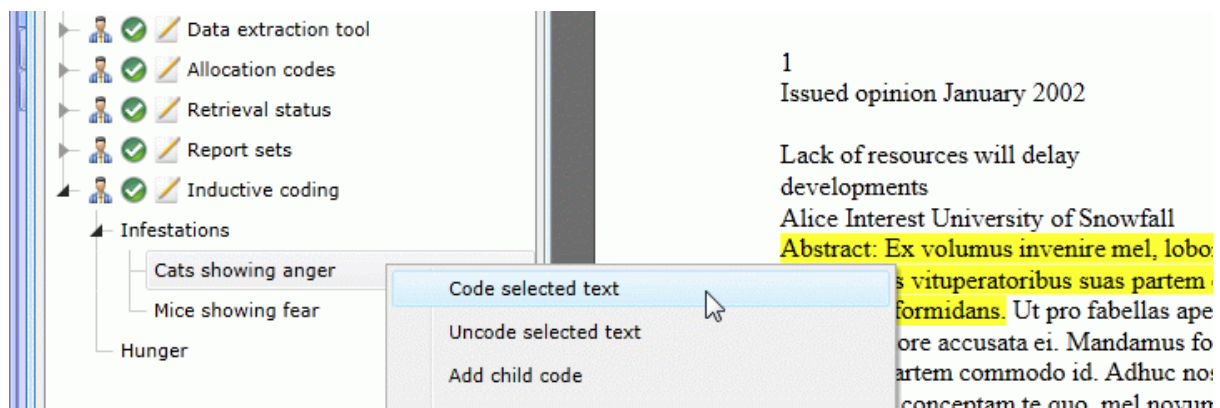 Data extraction tool
Allocation codes
Retrieval status
Report sets
Inductive coding
Infestations
Cats showing anger
Mice showing fear
Hunger
Code selected text
Uncode selected text
Add child code
1
Issued opinion January 2002
Lack of resources will delay
developments
Alice Interest University of Snowfall
Abstract: Ex volumus invenire mel,
vituperatoribus suas partem
formidans. Ut pro fabellas
accusata ei. Mandamus
commodo id. Adhuc
conceptam te quo, mel